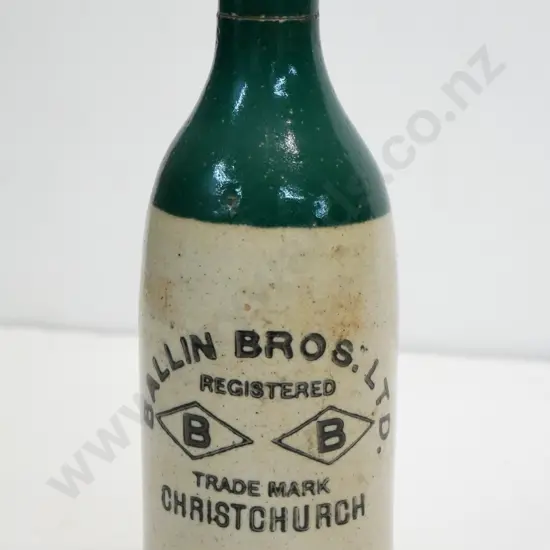 BALLIN BROS. LTD.
REGISTERED
B B
TRADE MARK
CHRISTCHURCH